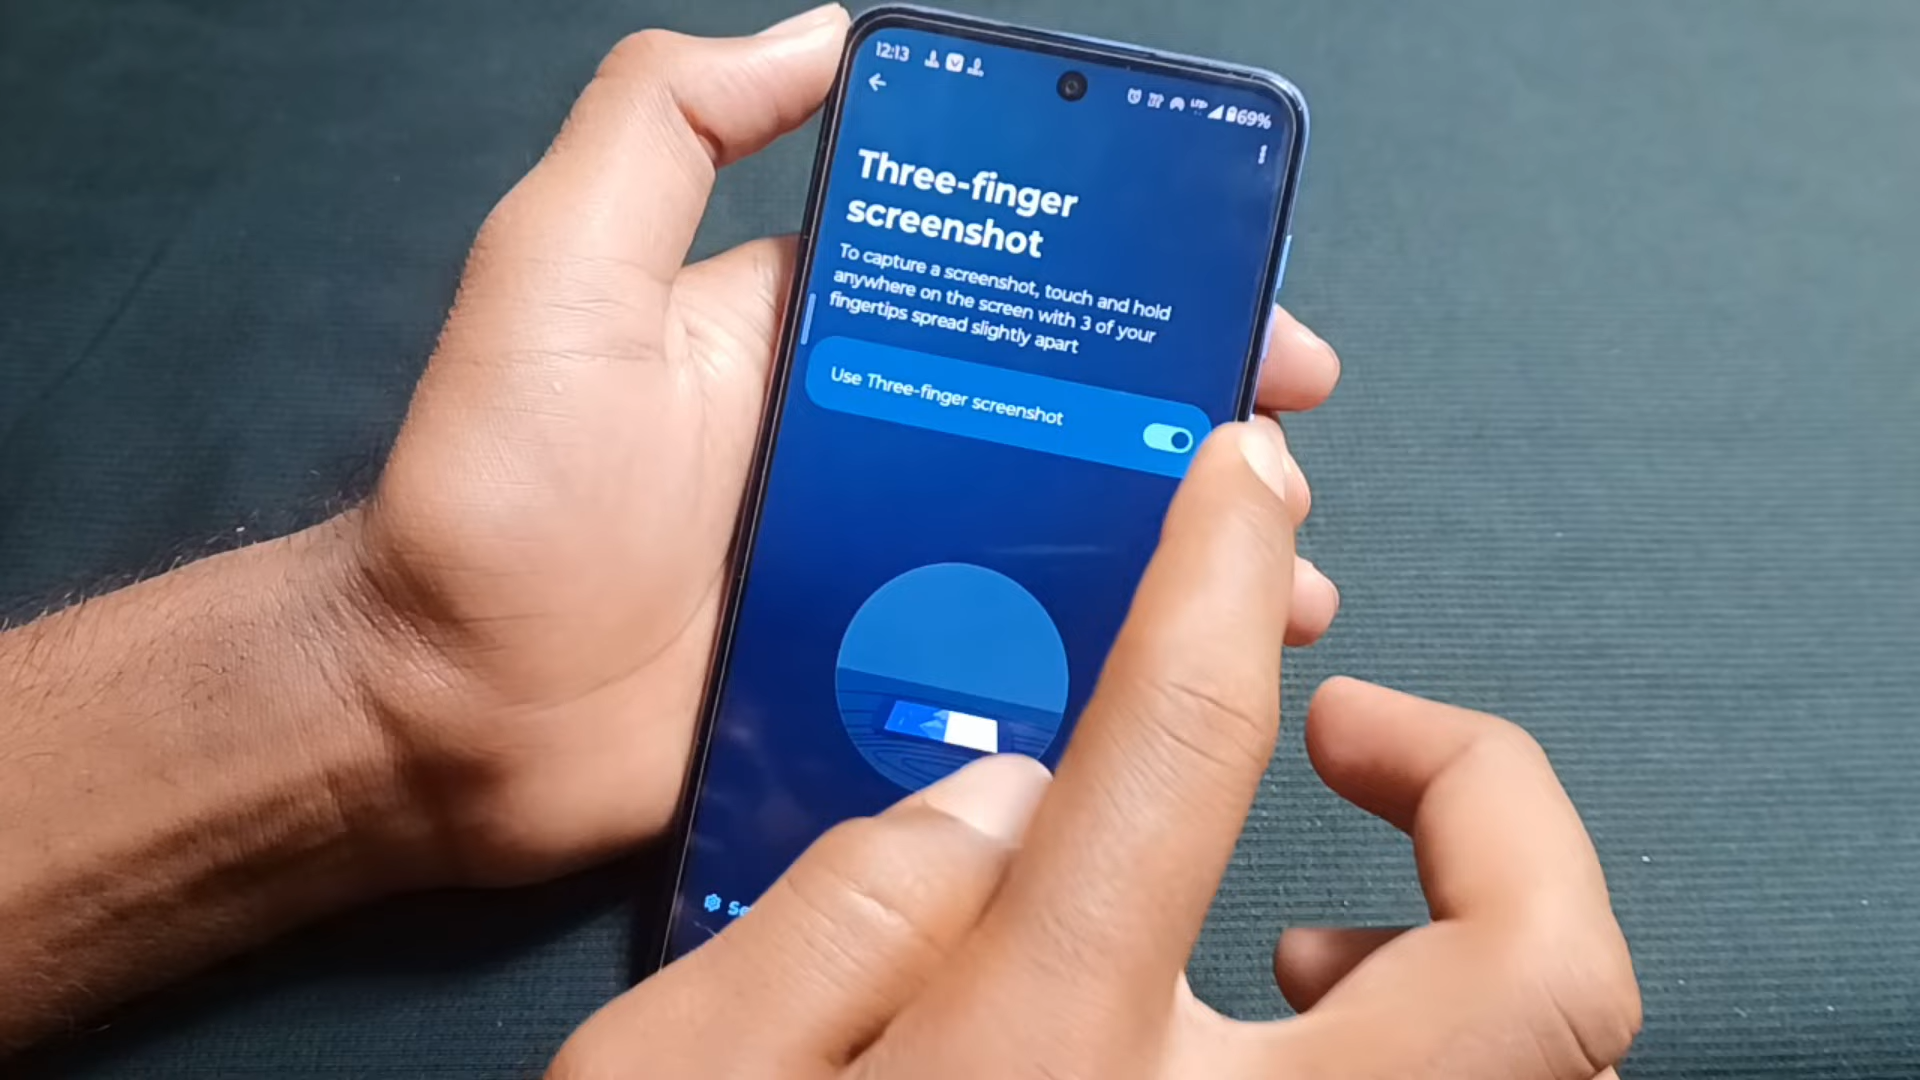 12:13
69%
Three-finger
screenshot
To capture a screenshot, touch and hold
anywhere on the screen with 3 of your
fingertips spread slightly apart
Use Three-finger screenshot